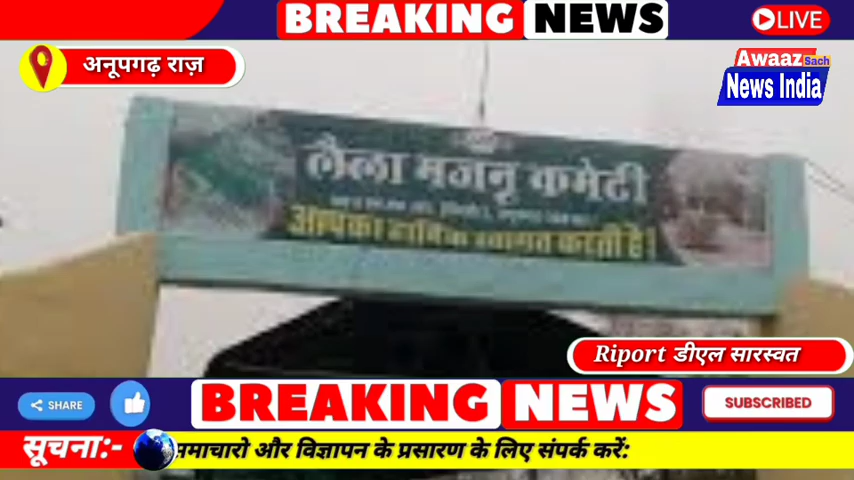 BREAKING NEWS
LIVE
अनूपगढ़ राज़
Awaaz Sach
News India
लैला मजनू कमेटी
आपका हार्दिक स्वागत करती है।
Riport डीएल सारस्वत
SHARE
BREAKING NEWS
SUBSCRIBED
सूचना:- समाचारो और विज्ञापन के प्रसारण के लिए संपर्क करें: